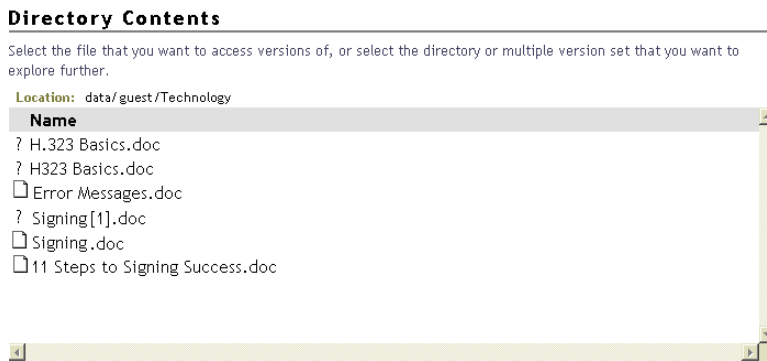 Directory Contents
Select the file that you want to access versions of, or select the directory or multiple version set that you want to
explore further.
Location: data/guest/Technology
Name
? H.323 Basics.doc
? H323 Basics.doc
Error Messages.doc
? Signing[1].doc
Signing.doc
11 Steps to Signing Success.doc